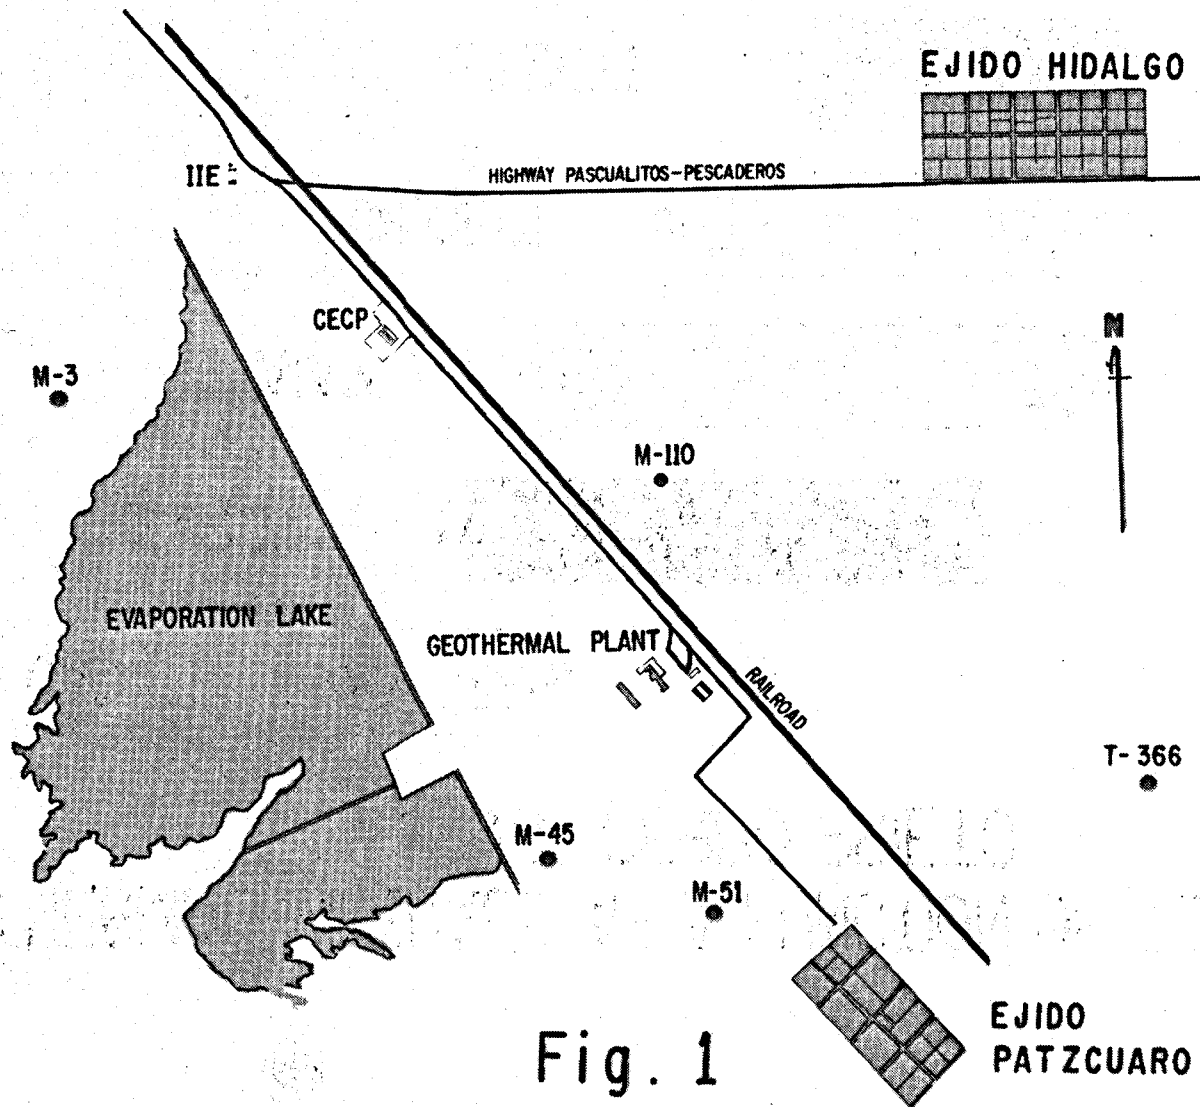 EJIDO HIDALGO
HIGHWAY PASCUALITOS-PESCADEROS
IIE
CECP
M-3
N
M-110
EVAPORATION LAKE
GEOTHERMAL PLANT
RAILROAD
T-366
M-45
M-51
EJIDO
PATZCUARO
Fig. 1